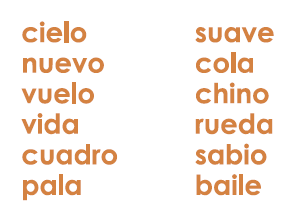 cielo
nuevo
vuelo
vida
cuadro
pala
suave
cola
chino
rueda
sabio
baile